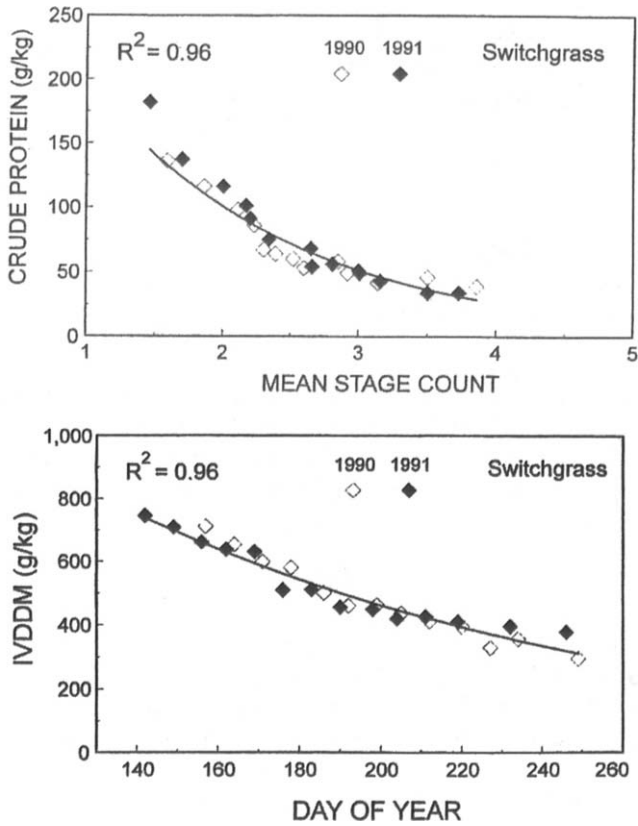 250
R² = 0.96 1990 1991 Switchgrass
200
150
100
50
0
CRUDE PROTEIN (g/kg)
1 2 3 4 5
MEAN STAGE COUNT
1,000
R² = 0.96 1990 1991 Switchgrass
800
600
400
200
0
IVDDM (g/kg)
140 160 180 200 220 240 260
DAY OF YEAR